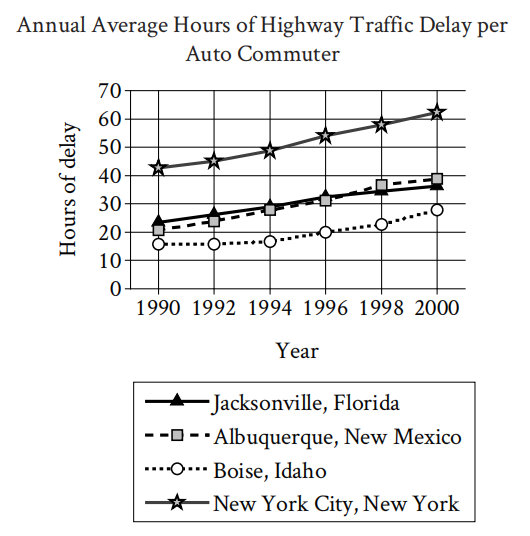 Annual Average Hours of Highway Traffic Delay per
Auto Commuter
70
60
50
40
30
20
10
0
Hours of delay
1990 1992 1994 1996 1998 2000
Year
Jacksonville, Florida
Albuquerque, New Mexico
Boise, Idaho
New York City, New York